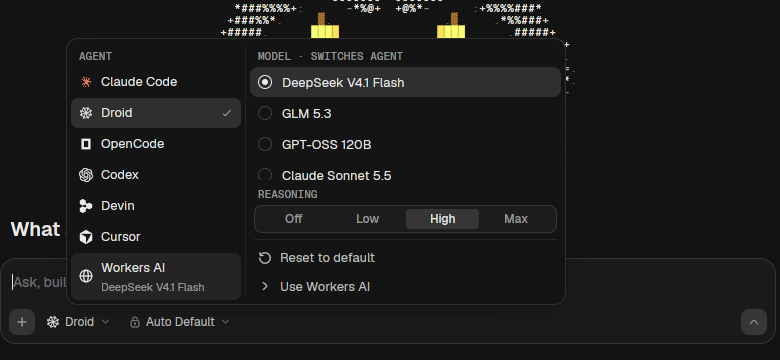 *###%%%%+: -*%@+ +@%*- :+%%%%###*
+###%%*. .*%%###+
+#####. .#####+
AGENT
Claude Code
Droid
OpenCode
Codex
Devin
Cursor
Workers AI
DeepSeek V4.1 Flash
MODEL · SWITCHES AGENT
DeepSeek V4.1 Flash
GLM 5.3
GPT-OSS 120B
Claude Sonnet 5.5
REASONING
Off Low High Max
Reset to default
Use Workers AI
What
Ask, buil
Droid Auto Default